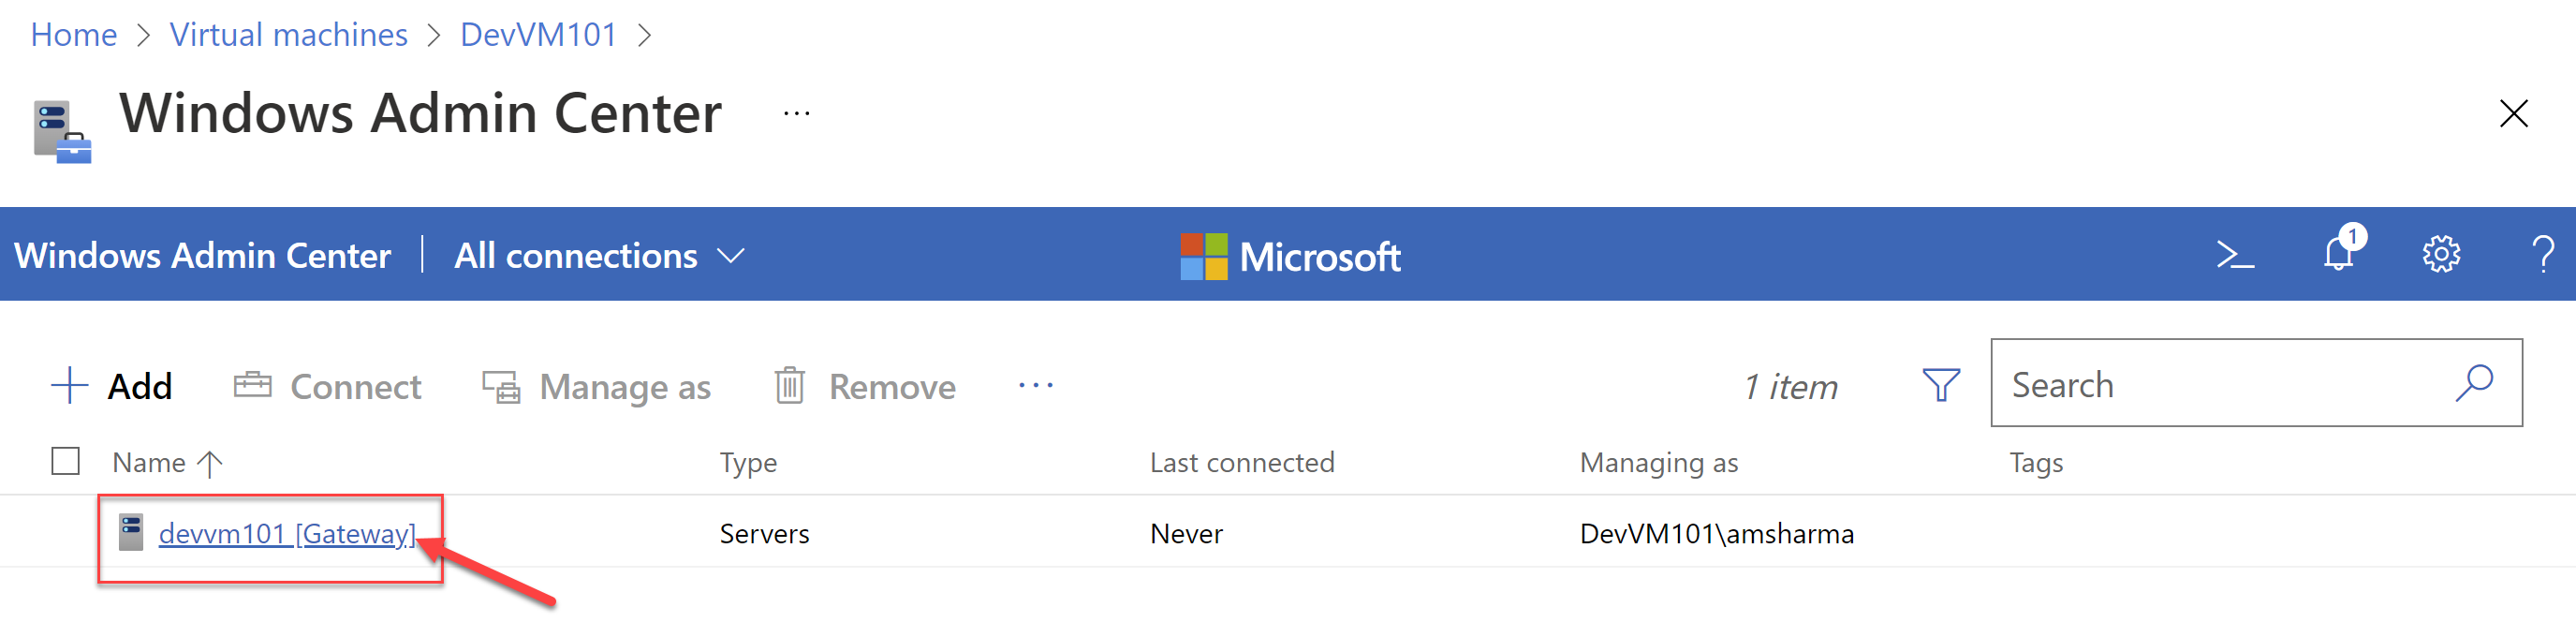 Home > Virtual machines > DevVM101 >
Windows Admin Center ...
Windows Admin Center | All connections Microsoft 1 ?
Add Connect Manage as Remove ... 1 item Search
Name ↑ Type Last connected Managing as Tags
devvm101 [Gateway] Servers Never DevVM101\amsharma